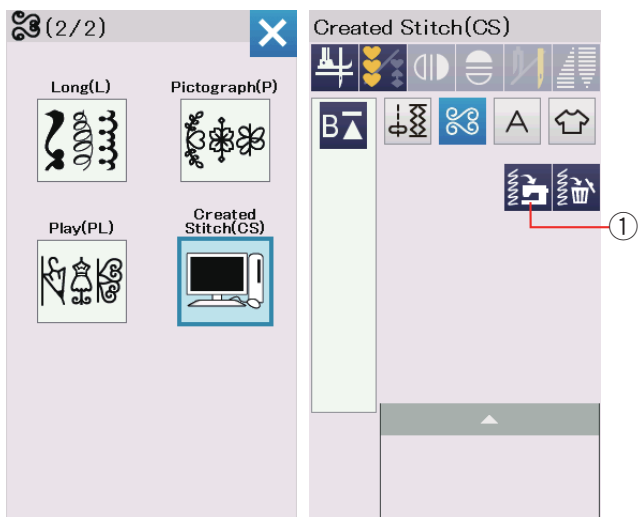 (2/2)
Long(L)
Pictograph(P)
Play(PL)
Created
Stitch(CS)
Created Stitch(CS)
B
A
1